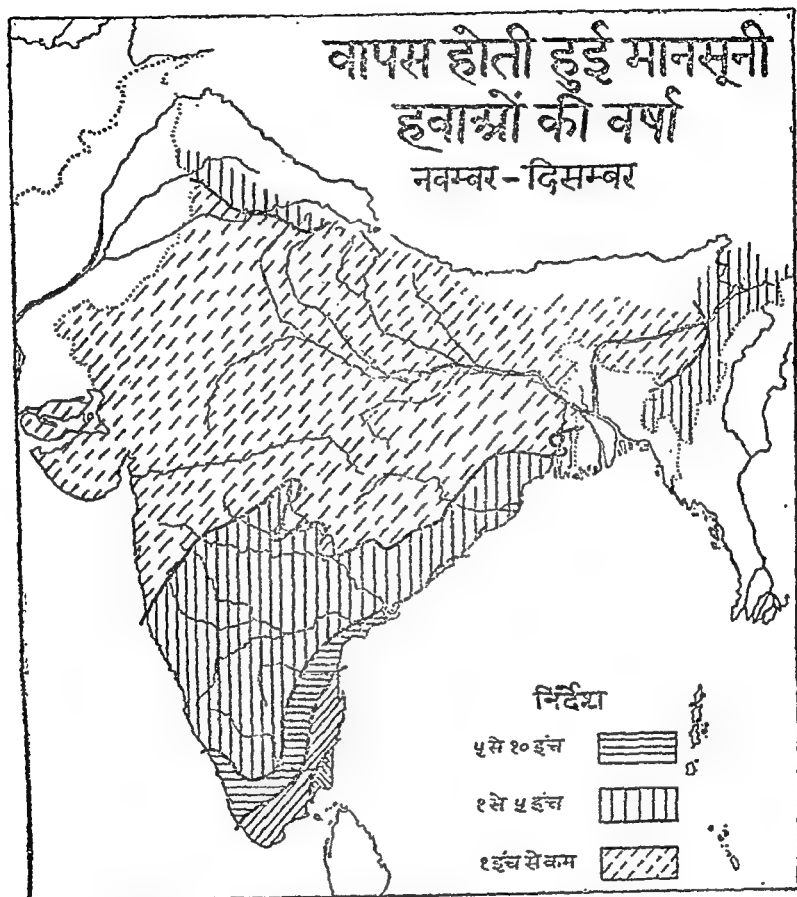 वापस होती हुई मानसूनी
हवाओं की वर्षा
नवम्बर - दिसम्बर
निर्देश
५ से १० इंच
१ से ५ इंच
१ इंच से कम